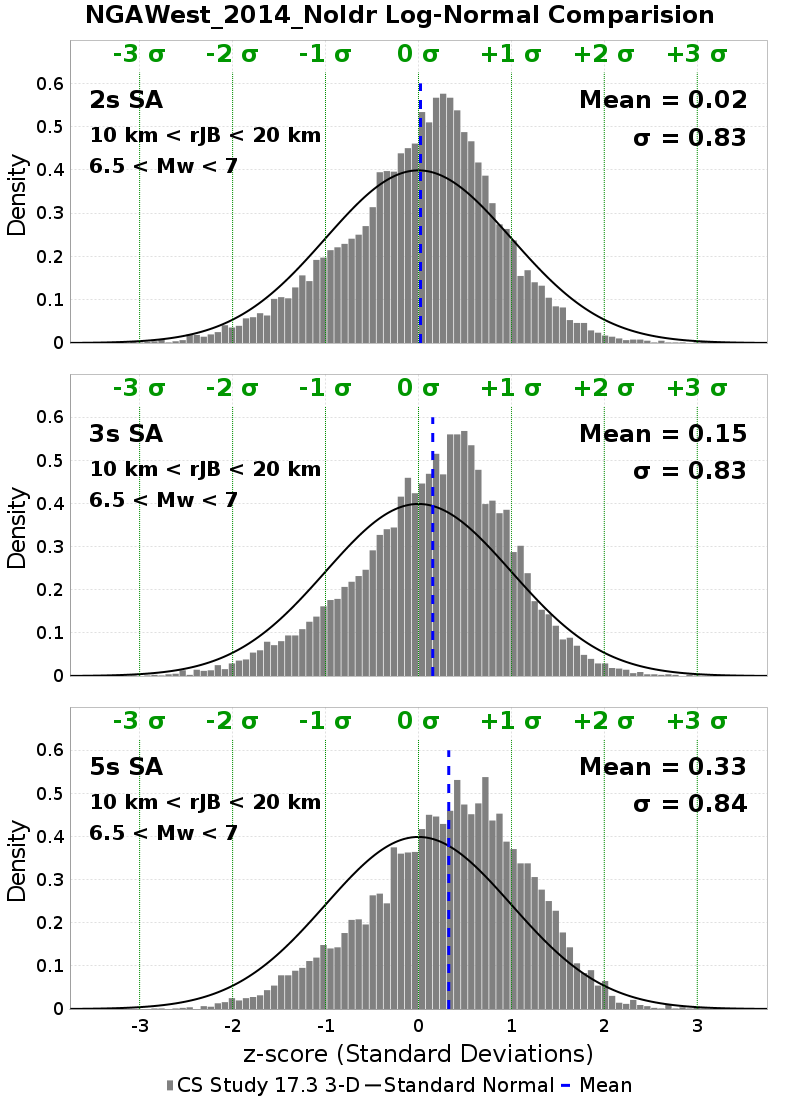 NGAWest_2014_NoIdr Log-Normal Comparision
-3 σ -2 σ -1 σ 0 σ +1 σ +2 σ +3 σ
0.6
2s SA Mean = 0.02
0.5
10 km < rJB < 20 km σ = 0.83
6.5 < Mw < 7
0.4
Density
0.3
0.2
0.1
0
-3 σ -2 σ -1 σ 0 σ +1 σ +2 σ +3 σ
0.6
3s SA Mean = 0.15
0.5
10 km < rJB < 20 km σ = 0.83
6.5 < Mw < 7
0.4
Density
0.3
0.2
0.1
0
-3 σ -2 σ -1 σ 0 σ +1 σ +2 σ +3 σ
0.6
5s SA Mean = 0.33
0.5
10 km < rJB < 20 km σ = 0.84
6.5 < Mw < 7
0.4
Density
0.3
0.2
0.1
0
-3 -2 -1 0 1 2 3
z-score (Standard Deviations)
CS Study 17.3 3-D Standard Normal Mean